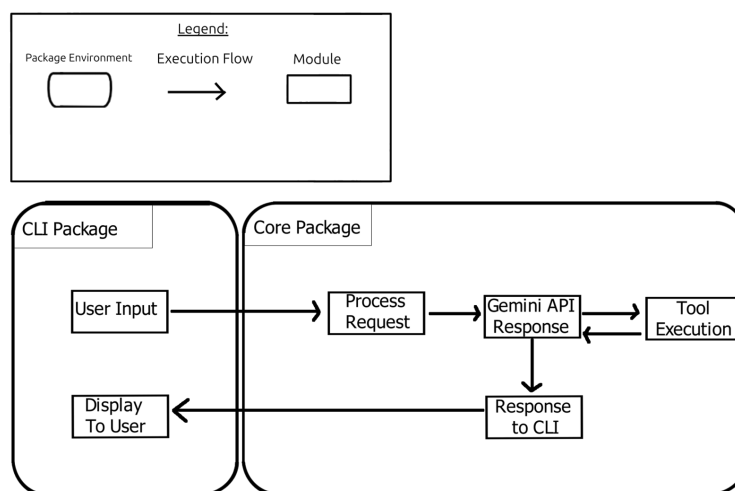 Legend:
Package Environment
Execution Flow
Module
CLI Package
Core Package
User Input
Process
Request
Gemini API
Response
Tool
Execution
Display
To User
Response
to CLI